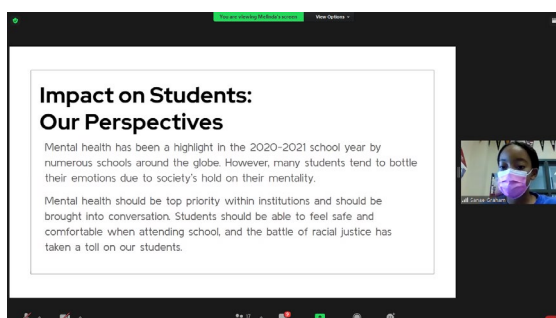 You are viewing Melinda's screen View Options
Impact on Students:
Our Perspectives
Mental health has been a highlight in the 2020-2021 school year by
numerous schools around the globe. However, many students tend to bottle
their emotions due to society's hold on their mentality.
Mental health should be top priority within institutions and should be
brought into conversation. Students should be able to feel safe and
comfortable when attending school, and the battle of racial justice has
taken a toll on our students.
Graham
17